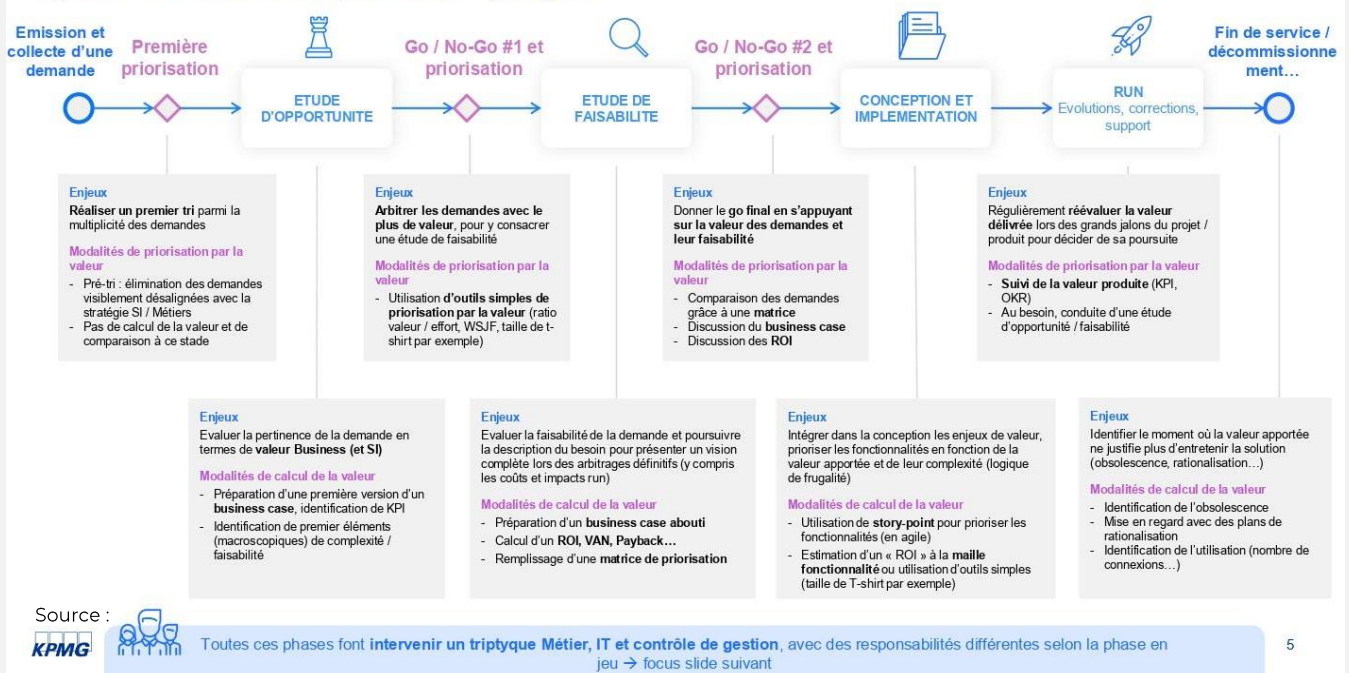 Emission et
collecte d'une
demande
Première
priorisation
Go / No-Go #1 et
priorisation
Go / No-Go #2 et
priorisation
Fin de service /
décommissionne
ment…
ETUDE
D'OPPORTUNITE
ETUDE DE
FAISABILITE
CONCEPTION ET
IMPLEMENTATION
RUN
Evolutions, corrections,
support
Enjeux
Réaliser un premier tri parmi la
multiplicité des demandes
Modalités de priorisation par la
valeur
- Pré-tri : élimination des demandes
visiblement désalignées avec la
stratégie SI / Métiers
- Pas de calcul de la valeur et de
comparaison à ce stade
Enjeux
Arbitrer les demandes avec le
plus de valeur, pour y consacrer
une étude de faisabilité
Modalités de priorisation par la
valeur
- Utilisation d'outils simples de
priorisation par la valeur (ratio
valeur / effort, WSJF, taille de t-
shirt par exemple)
Enjeux
Donner le go final en s'appuyant
sur la valeur des demandes et
leur faisabilité
Modalités de priorisation par la
valeur
- Comparaison des demandes
grâce à une matrice
- Discussion du business case
- Discussion des ROI
Enjeux
Régulièrement réévaluer la valeur
délivrée lors des grands jalons du projet /
produit pour décider de sa poursuite
Modalités de priorisation par la valeur
- Suivi de la valeur produite (KPI,
OKR)
- Au besoin, conduite d'une étude
d'opportunité / faisabilité
Enjeux
Evaluer la pertinence de la demande en
termes de valeur Business (et SI)
Modalités de calcul de la valeur
- Préparation d'une première version d'un
business case, identification de KPI
- Identification de premier éléments
(macroscopiques) de complexité /
faisabilité
Enjeux
Evaluer la faisabilité de la demande et poursuivre
la description du besoin pour présenter un vision
complète lors des arbitrages définitifs (y compris
les coûts et impacts run)
Modalités de calcul de la valeur
- Préparation d'un business case abouti
- Calcul d'un ROI, VAN, Payback…
- Remplissage d'une matrice de priorisation
Enjeux
Intégrer dans la conception les enjeux de valeur,
prioriser les fonctionnalités en fonction de la
valeur apportée et de leur complexité (logique
de frugalité)
Modalités de calcul de la valeur
- Utilisation de story-point pour prioriser les
fonctionnalités (en agile)
- Estimation d'un « ROI » à la maille
fonctionnalité ou utilisation d'outils simples
(taille de T-shirt par exemple)
Enjeux
Identifier le moment où la valeur apportée
ne justifie plus d'entretenir la solution
(obsolescence, rationalisation…)
Modalités de calcul de la valeur
- Identification de l'obsolescence
- Mise en regard avec des plans de
rationalisation
- Identification de l'utilisation (nombre de
connexions…)
Source :
KPMG
Toutes ces phases font intervenir un triptyque Métier, IT et contrôle de gestion, avec des responsabilités différentes selon la phase en
jeu → focus slide suivant
5